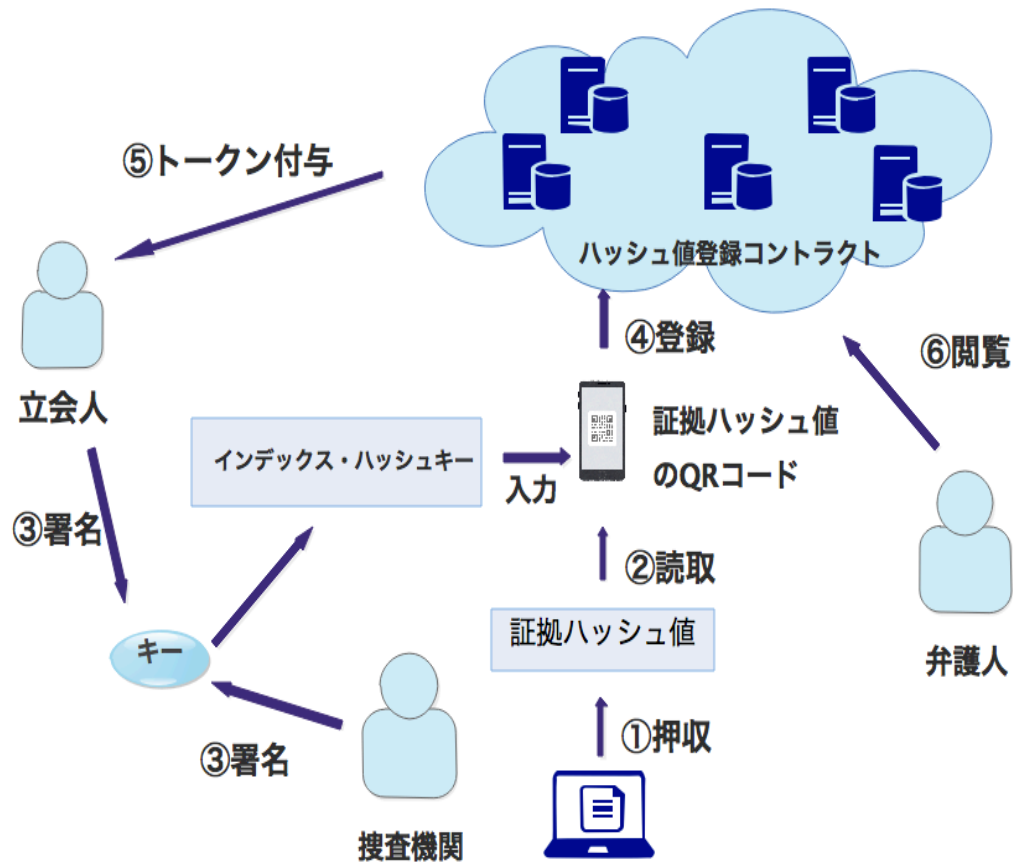 ⑤トークン付与
ハッシュ値登録コントラクト
④登録
⑥閲覧
立会人
インデックス・ハッシュキー
入力
証拠ハッシュ値
のQRコード
③署名
②読取
証拠ハッシュ値
キー
弁護人
③署名
①押収
捜査機関